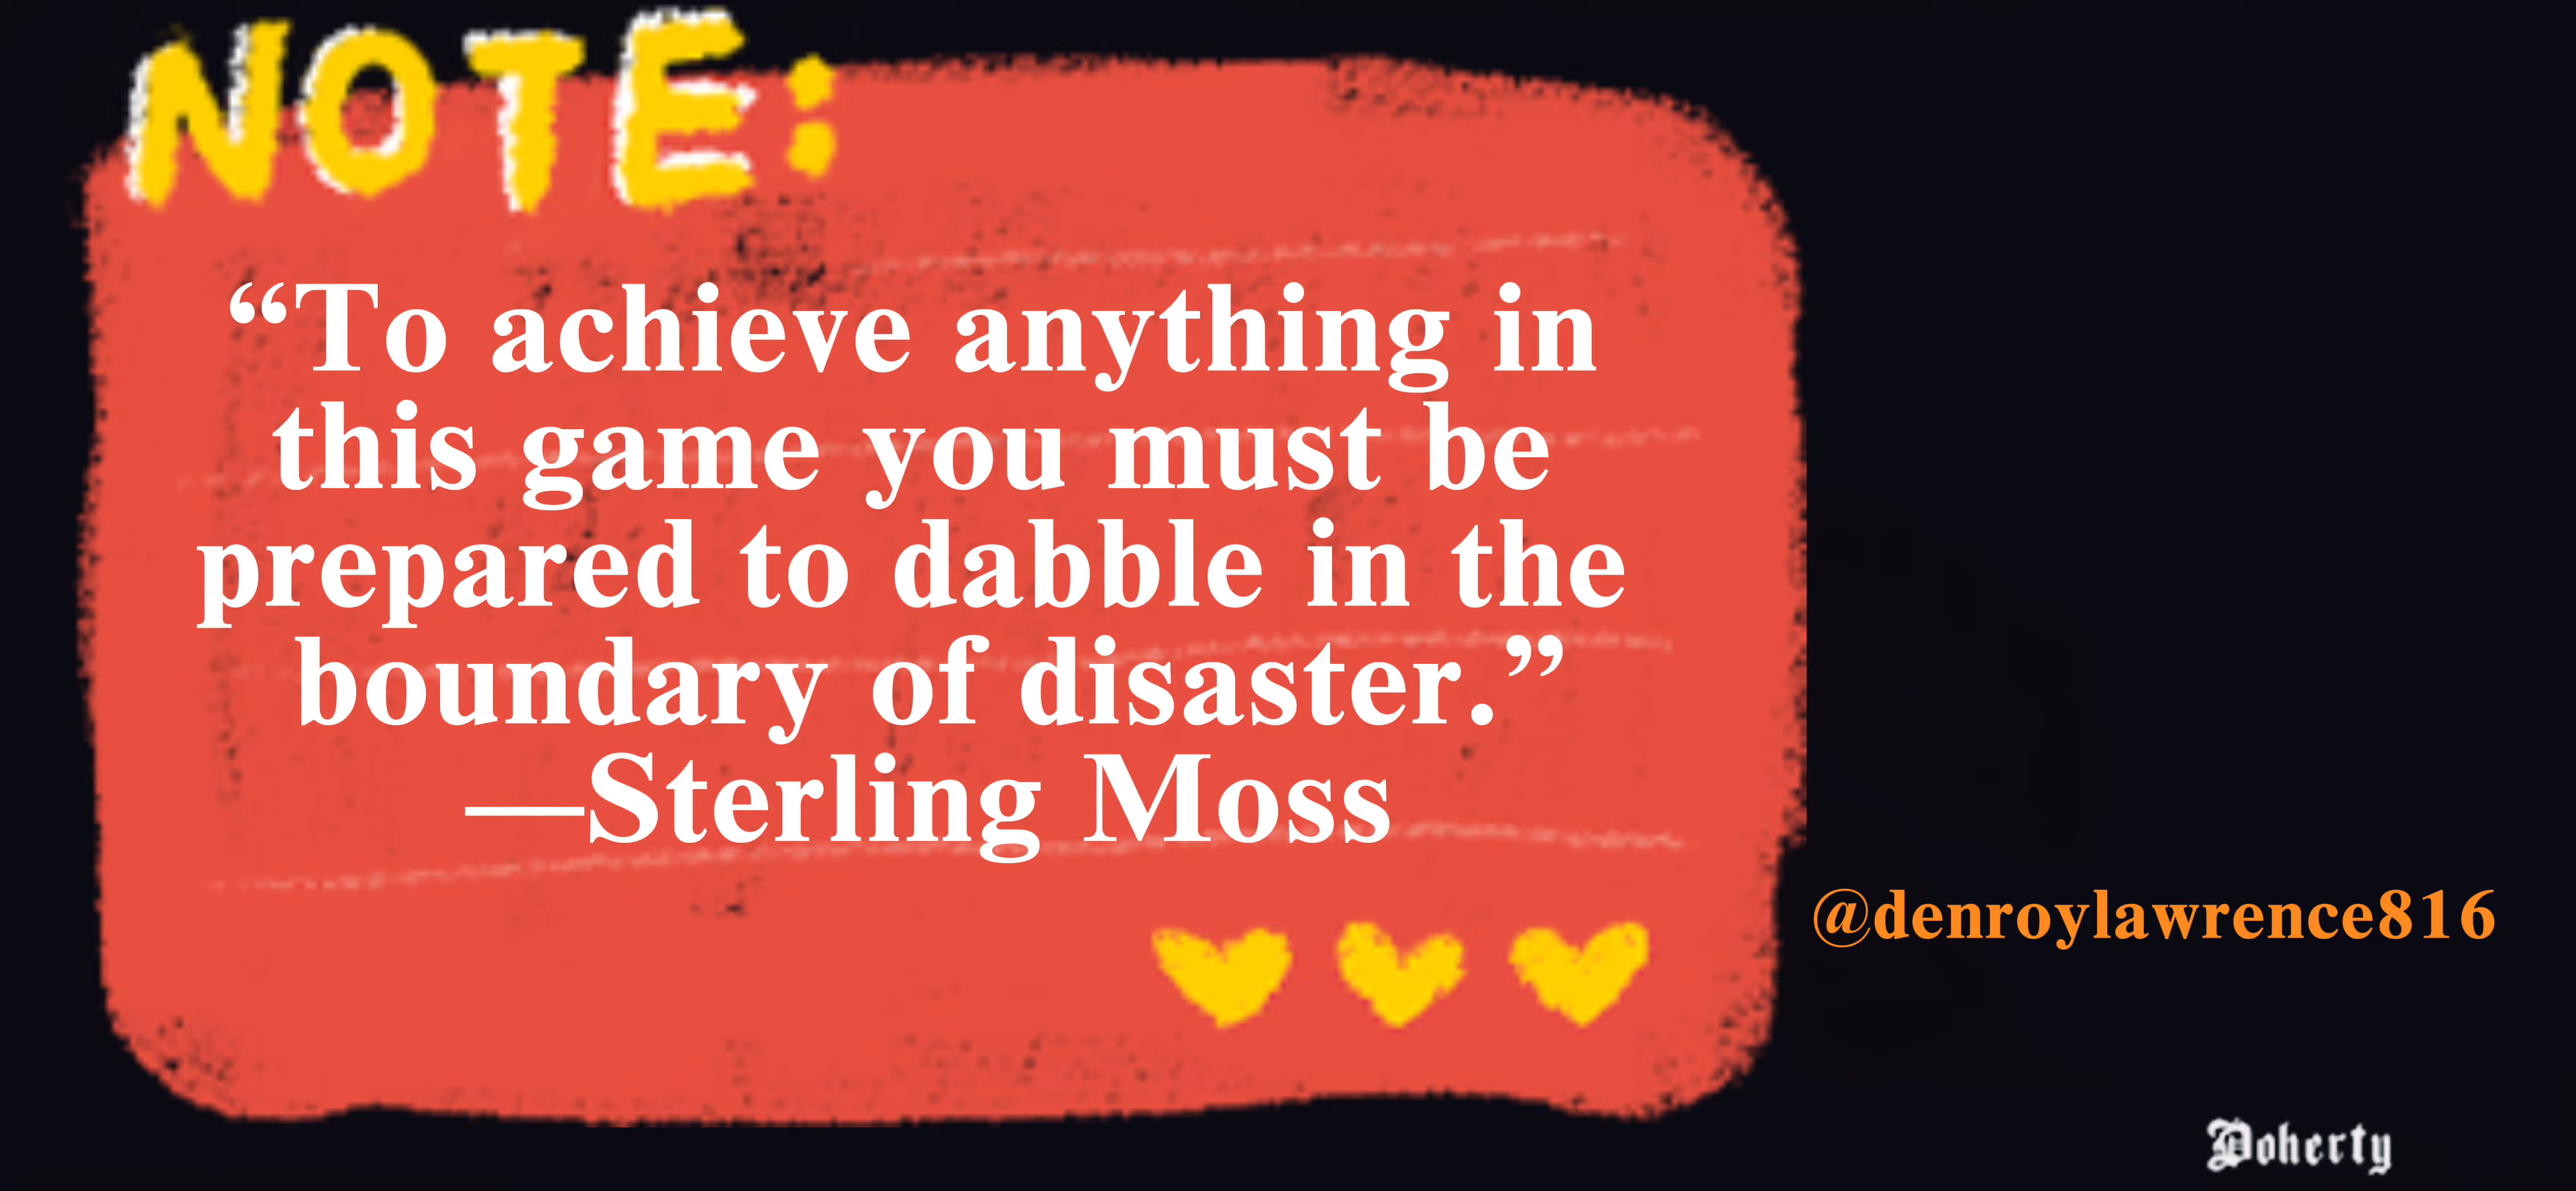 NOTE:
“To achieve anything in
this game you must be
prepared to dabble in the
boundary of disaster.”
—Sterling Moss
@denroylawrence816
Doherty